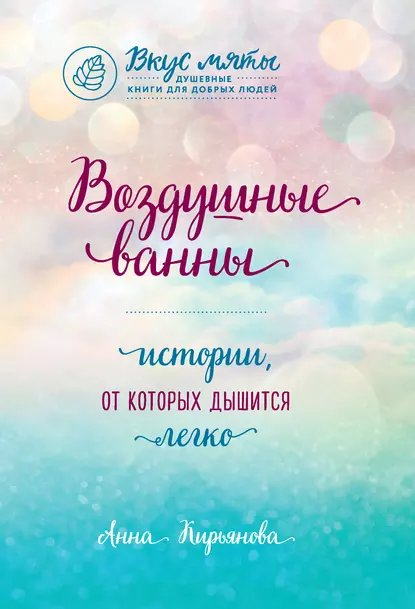 Вкус мяты
ДУШЕВНЫЕ
КНИГИ ДЛЯ ДОБРЫХ ЛЮДЕЙ
Воздушные
ванны
истории,
ОТ КОТОРЫХ ДЫШИТСЯ
легко
Анна Кирьянова